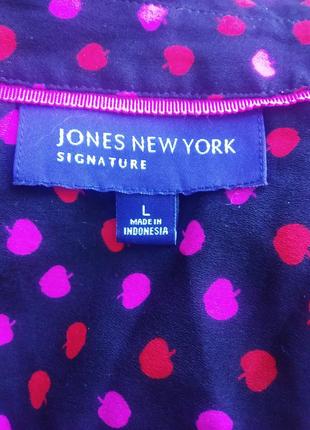 JONES NEW YORK
SIGNATURE
L
MADE IN
INDONESIA